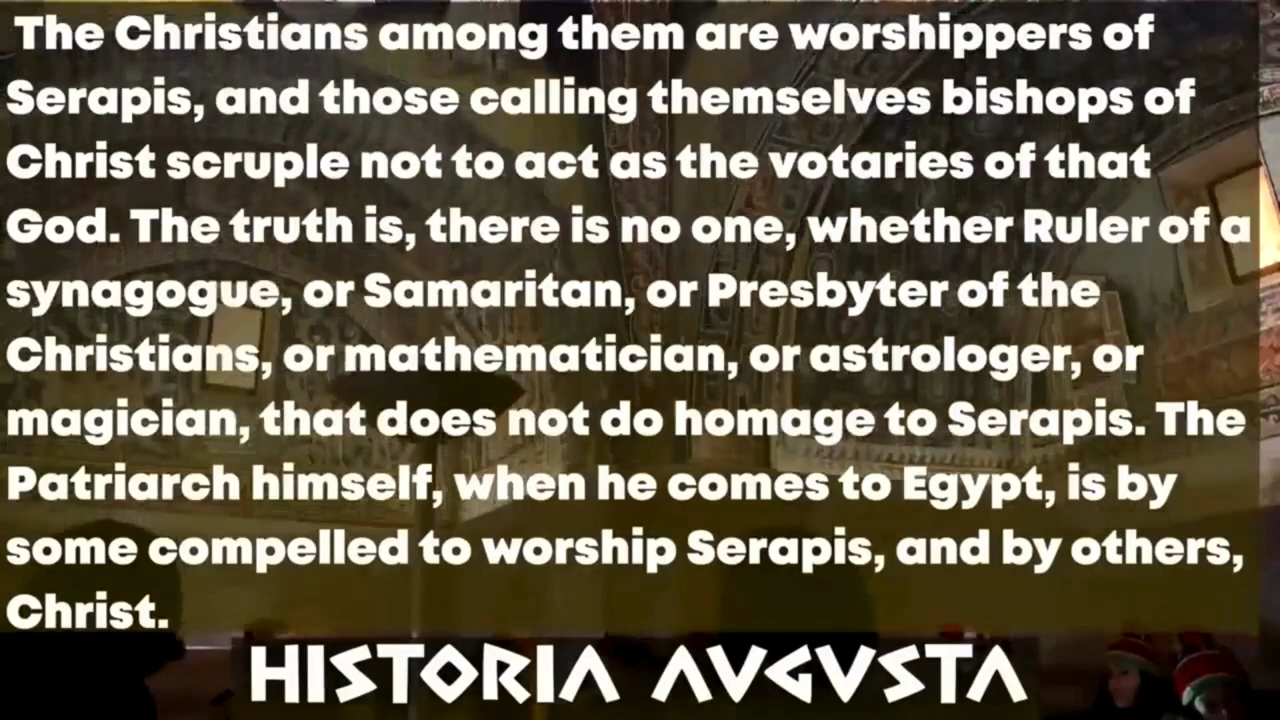 The Christians among them are worshippers of
Serapis, and those calling themselves bishops of
Christ scruple not to act as the votaries of that
God. The truth is, there is no one, whether Ruler of a
synagogue, or Samaritan, or Presbyter of the
Christians, or mathematician, or astrologer, or
magician, that does not do homage to Serapis. The
Patriarch himself, when he comes to Egypt, is by
some compelled to worship Serapis, and by others,
Christ.
HISTORIA AVGVSTA